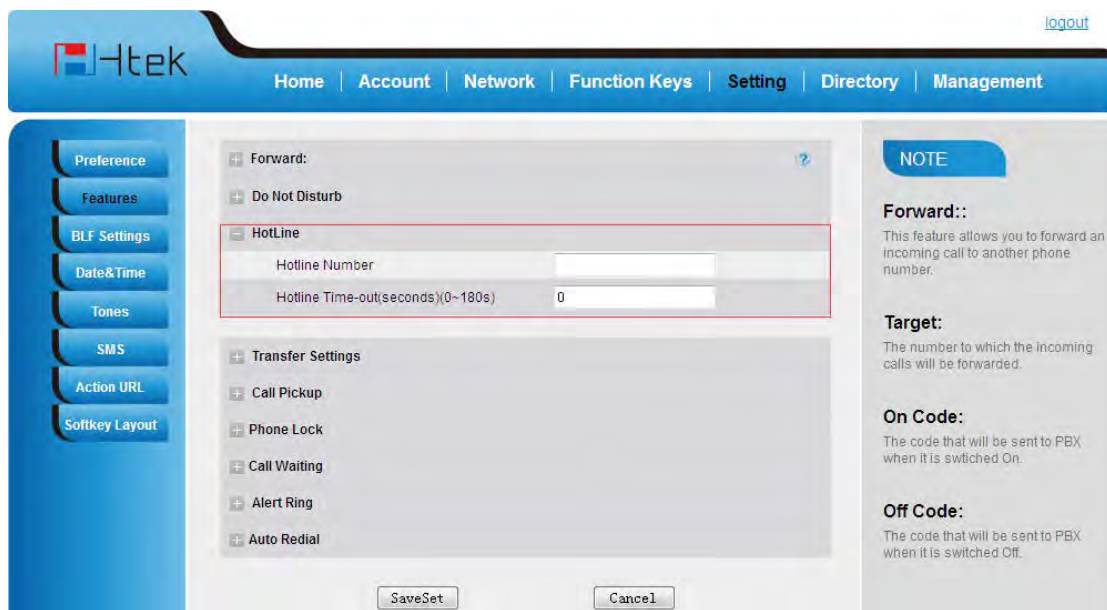 logout
Htek
Home | Account | Network | Function Keys | Setting | Directory | Management
Preference
Features
BLF Settings
Date&Time
Tones
SMS
Action URL
Softkey Layout
Forward:
Do Not Disturb
HotLine
Hotline Number
Hotline Time-out(seconds)(0~180s) 0
Transfer Settings
Call Pickup
Phone Lock
Call Waiting
Alert Ring
Auto Redial
SaveSet Cancel
NOTE
Forward::
This feature allows you to forward an
incoming call to another phone
number.
Target:
The number to which the incoming
calls will be forwarded.
On Code:
The code that will be sent to PBX
when it is swtiched On.
Off Code:
The code that will be sent to PBX
when it is switched Off.